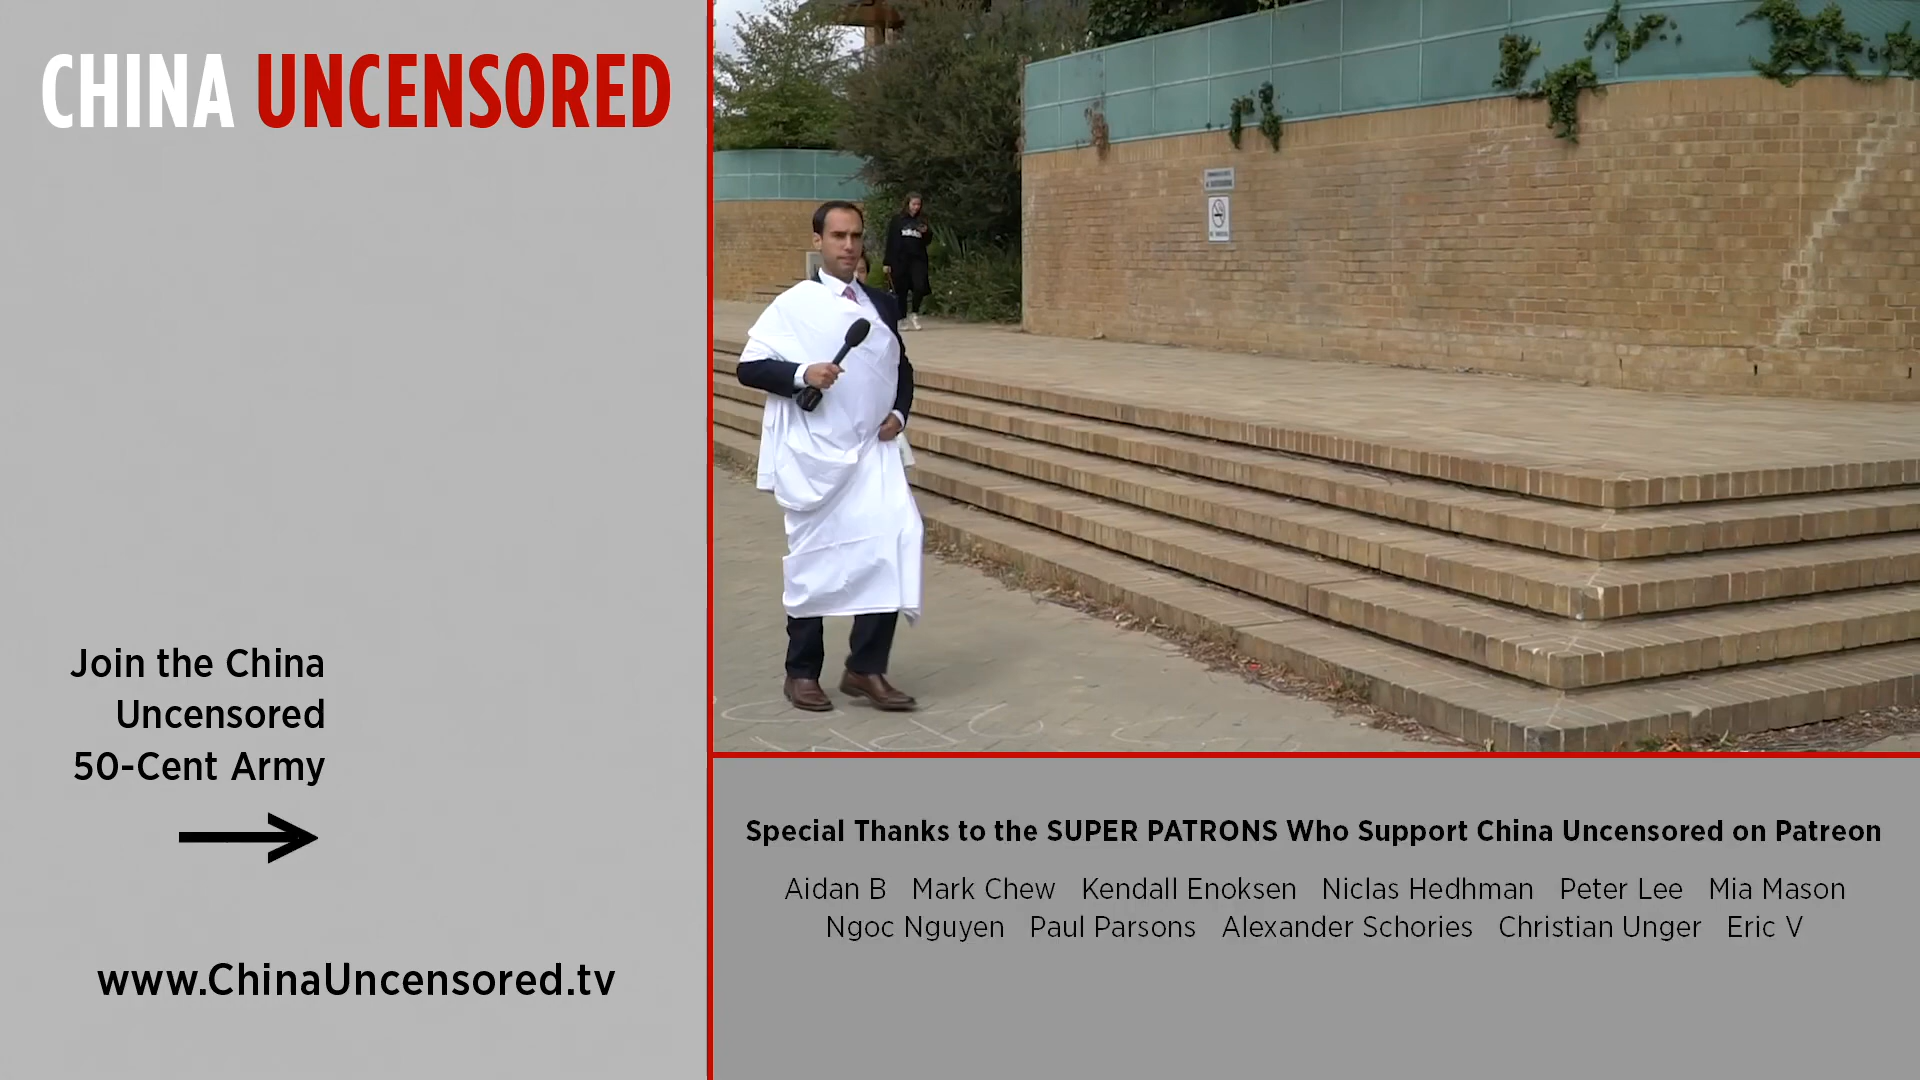 CHINA UNCENSORED
Join the China
Uncensored
50-Cent Army
www.ChinaUncensored.tv
Special Thanks to the SUPER PATRONS Who Support China Uncensored on Patreon
Aidan B Mark Chew Kendall Enoksen Niclas Hedhman Peter Lee Mia Mason
Ngoc Nguyen Paul Parsons Alexander Schories Christian Unger Eric V